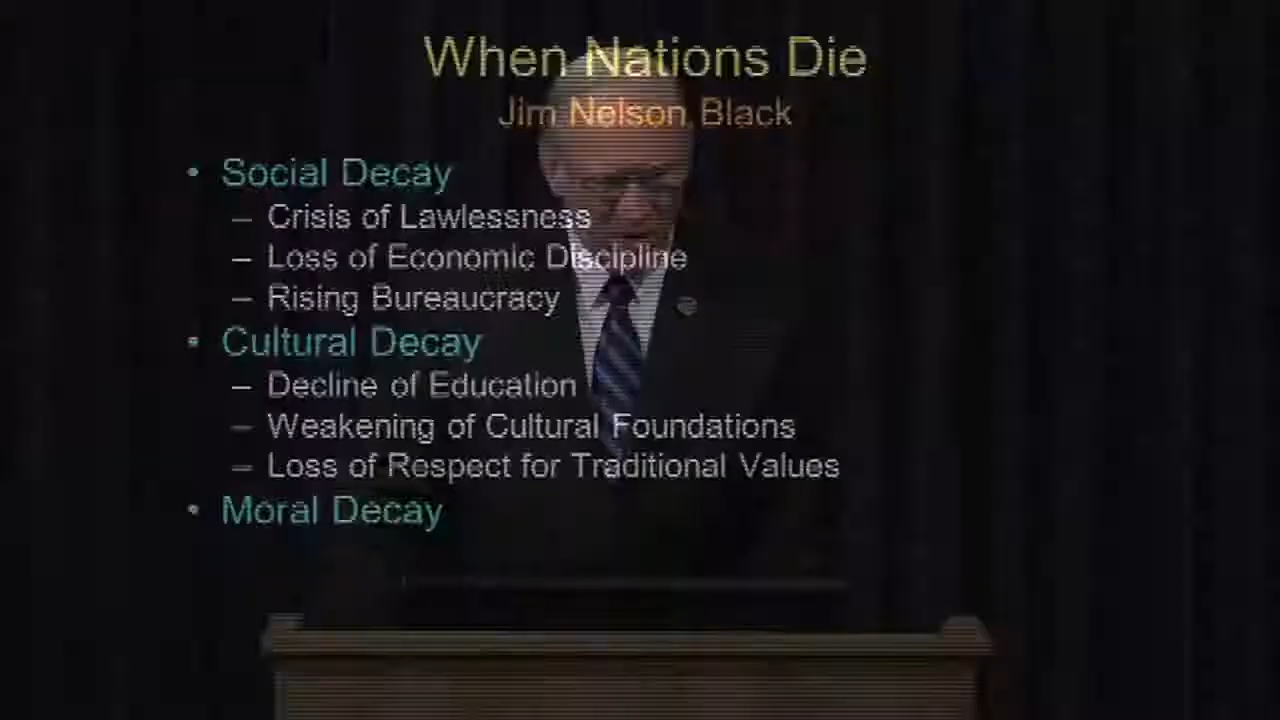 When Nations Die
Jim Nelson Black
• Social Decay
– Crisis of Lawlessness
– Loss of Economic Discipline
– Rising Bureaucracy
• Cultural Decay
– Decline of Education
– Weakening of Cultural Foundations
– Loss of Respect for Traditional Values
• Moral Decay